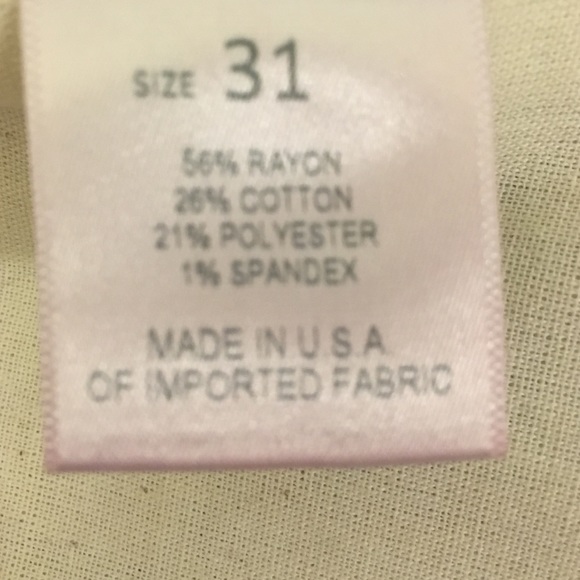 SIZE 31
56% RAYON
26% COTTON
21% POLYESTER
1% SPANDEX
MADE IN U.S.A.
OF IMPORTED FABRIC